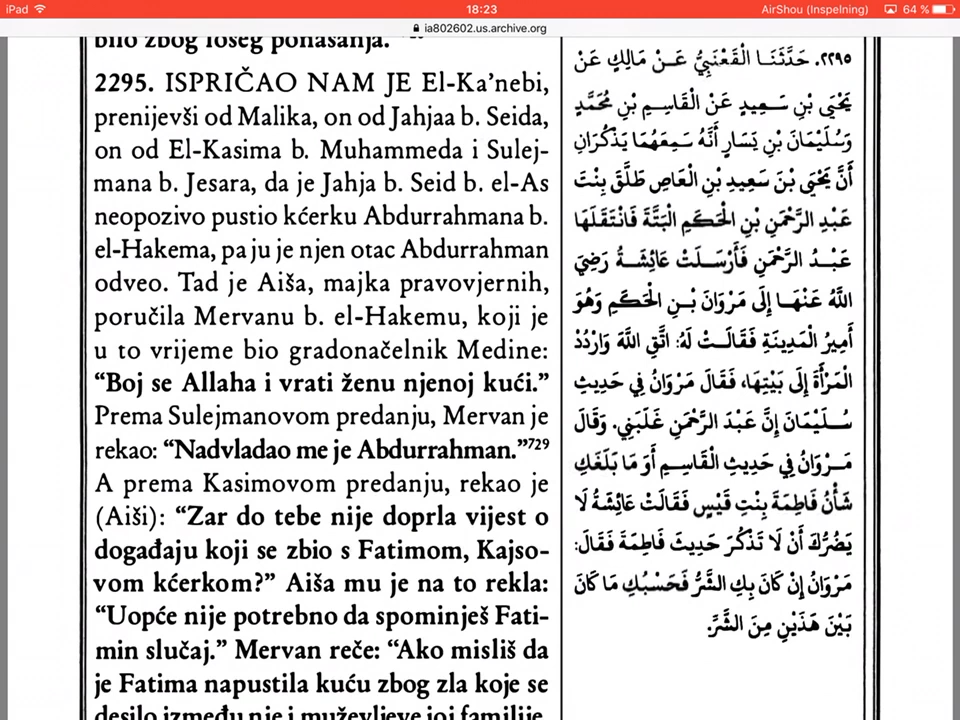 iPad
18:23
AirShou (Inspelning)
64 %
ia802602.us.archive.org
bilo zbog lošeg ponašanja.
2295. ISPRIČAO NAM JE El-Ka’nebi,
prenijevši od Malika, on od Jahjaa b. Seida,
on od El-Kasima b. Muhammeda i Sulej-
mana b. Jesara, da je Jahja b. Seid b. el-As
neopozivo pustio kćerku Abdurrahmana b.
el-Hakema, pa ju je njen otac Abdurrahman
odveo. Tad je Aiša, majka pravovjernih,
poručila Mervanu b. el-Hakemu, koji je
u to vrijeme bio gradonačelnik Medine:
“Boj se Allaha i vrati ženu njenoj kući.”
Prema Sulejmanovom predanju, Mervan je
rekao: “Nadvladao me je Abdurrahman.”729
A prema Kasimovom predanju, rekao je
(Aiši): “Zar do tebe nije doprla vijest o
događaju koji se zbio s Fatimom, Kajso-
vom kćerkom?” Aiša mu je na to rekla:
“Uopće nije potrebno da spominješ Fati-
min slučaj.” Mervan reče: “Ako misliš da
je Fatima napustila kuću zbog zla koje se
desilo između nje i muževljeve joj familije,
٢٢٩٥. حَدَّثَنَا الْقَعْنَبِيُّ عَنْ مَالِكٍ عَنْ
يَحْيَى بْنِ سَعِيدٍ عَنْ الْقَاسِمِ بْنِ مُحَمَّدٍ
وَسُلَيْمَانَ بْنِ يَسَارٍ أَنَّهُ سَمِعَهُمَا يَذْكُرَانِ
أَنَّ يَحْيَى بْنَ سَعِيدِ بْنِ الْعَاصِ طَلَّقَ بِنْتَ
عَبْدِ الرَّحْمَنِ بْنِ الْحَكَمِ الْبَتَّةَ فَانْتَقَلَهَا
عَبْدُ الرَّحْمَنِ فَأَرْسَلَتْ عَائِشَةُ رَضِيَ
اللَّهُ عَنْهَا إِلَى مَرْوَانَ بْنِ الْحَكَمِ وَهُوَ
أَمِيرُ الْمَدِينَةِ فَقَالَتْ لَهُ: اتَّقِ اللَّهَ وَارْدُدْ
الْمَرْأَةَ إِلَى بَيْتِهَا، فَقَالَ مَرْوَانُ فِي حَدِيثِ
سُلَيْمَانَ إِنَّ عَبْدَ الرَّحْمَنِ غَلَبَنِي. وَقَالَ
مَرْوَانُ فِي حَدِيثِ الْقَاسِمِ أَوَ مَا بَلَغَكِ
شَأْنُ فَاطِمَةَ بِنْتِ قَيْسٍ فَقَالَتْ عَائِشَةُ لَا
يَضُرُّكَ أَنْ لَا تَذْكُرَ حَدِيثَ فَاطِمَةَ فَقَالَ:
مَرْوَانُ إِنْ كَانَ بِكِ الشَّرُّ فَحَسْبُكِ مَا كَانَ
بَيْنَ هَذَيْنِ مِنَ الشَّرِّ.